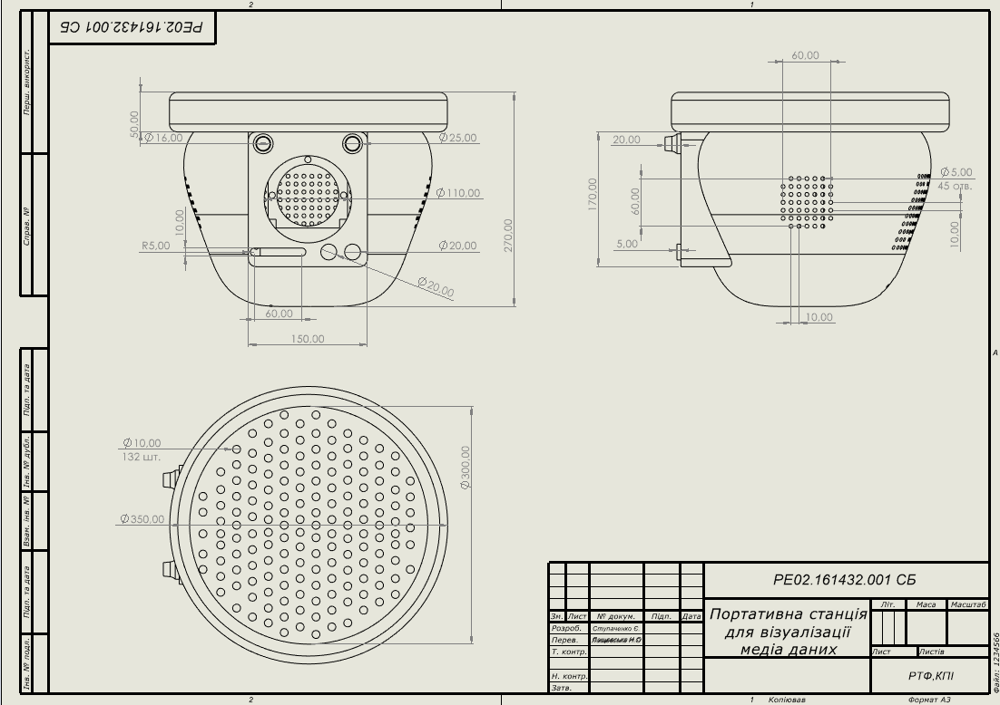 2
1
РЕ02.161432.001 СБ
Перш. використ.
Справ. №
Підп. та дата
Інв. № дубл.
Взам. інв. №
Підп. та дата
Інв. № подл.
50,00
∅16,00
∅25,00
∅110,00
10,00
R5,00
∅20,00
∅20,00
60,00
150,00
270,00
60,00
20,00
170,00
60,00
5,00
∅5,00
45 отв.
10,00
10,00
∅10,00
132 шт.
∅350,00
∅300,00
А
РЕ02.161432.001 СБ
Портативна станція
для візуалізації
медіа даних
Літ.
Маса
Масштаб
Зм.
Лист
№ докум.
Підп.
Дата
Розроб.
Ступаченко Є.
Перев.
Т. контр.
Н. контр.
Затв.
Лист
Листів
РТФ,КПІ
2
1
Копіював
Формат А3
Файл: 1234566